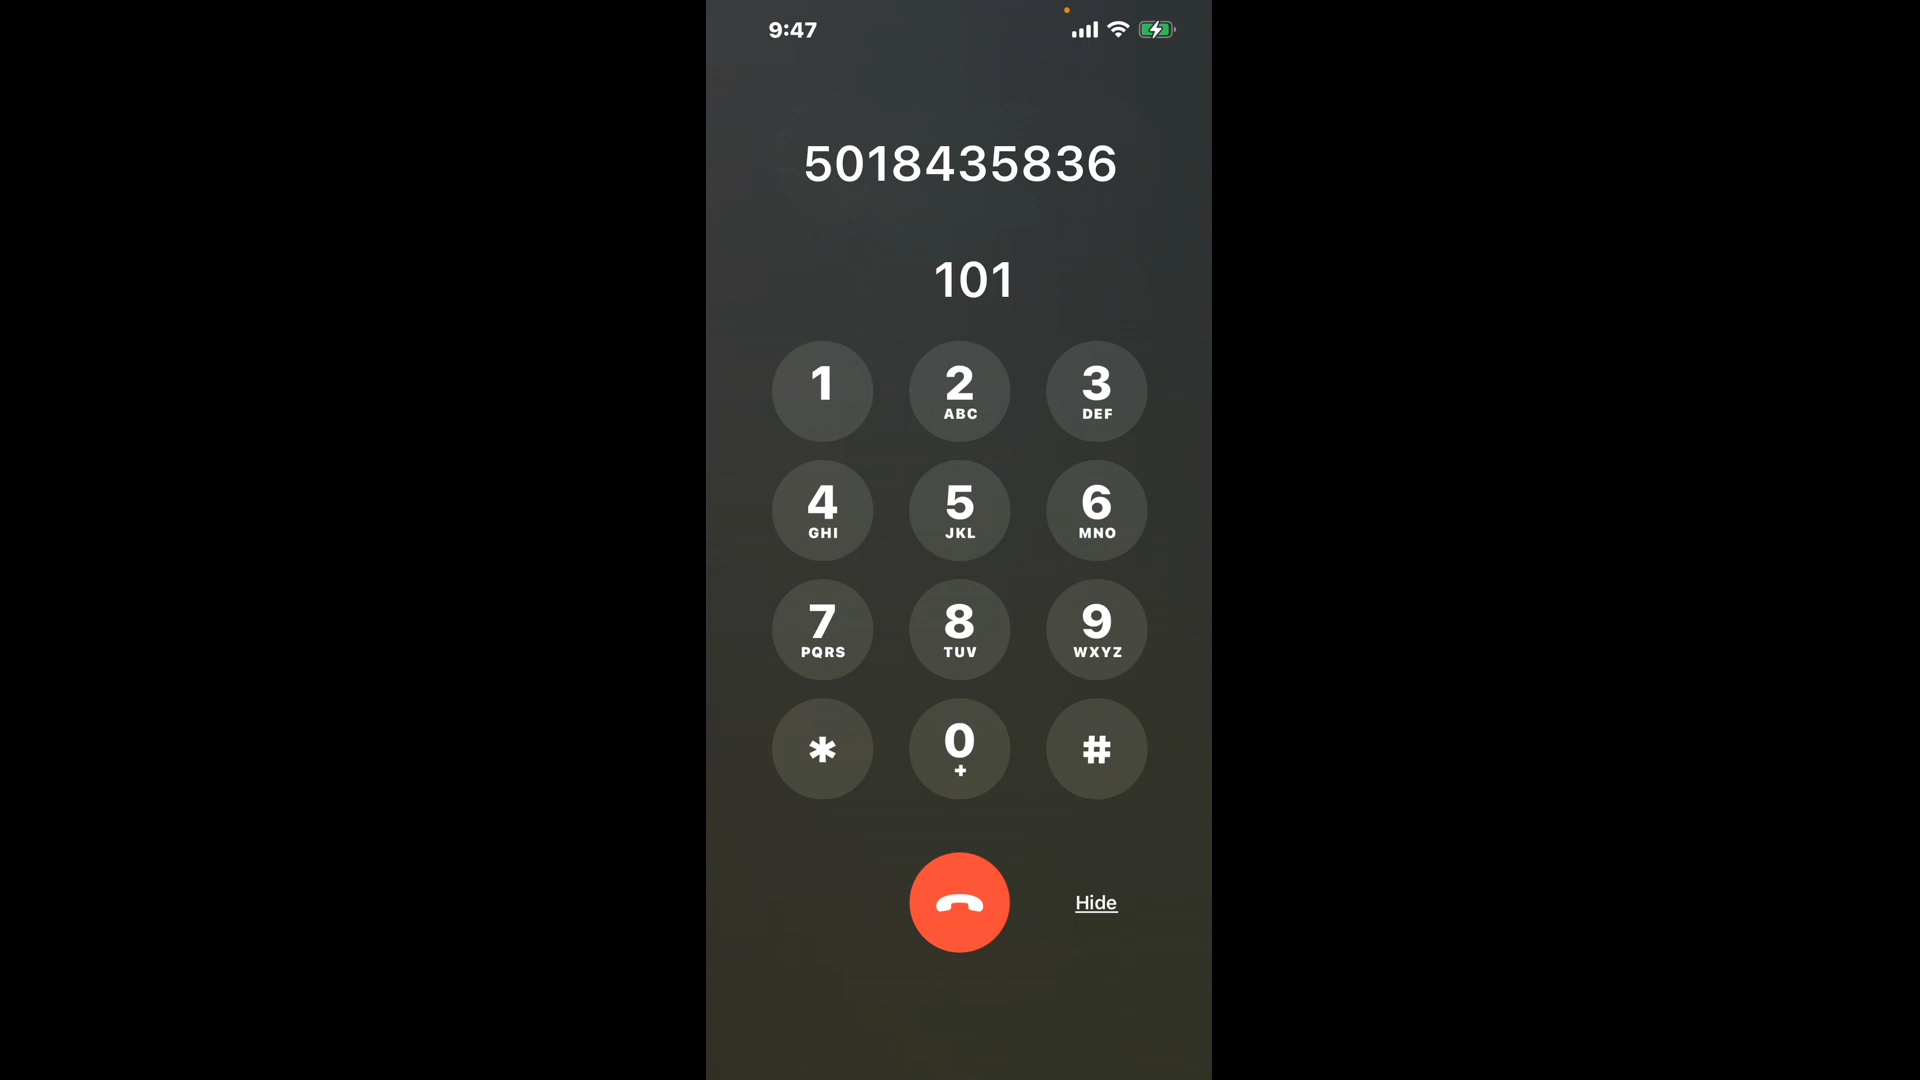 9:47
5018435836
101
1 2 3
ABC DEF
4 5 6
GHI JKL MNO
7 8 9
PQRS TUV WXYZ
* 0 #
+
Hide